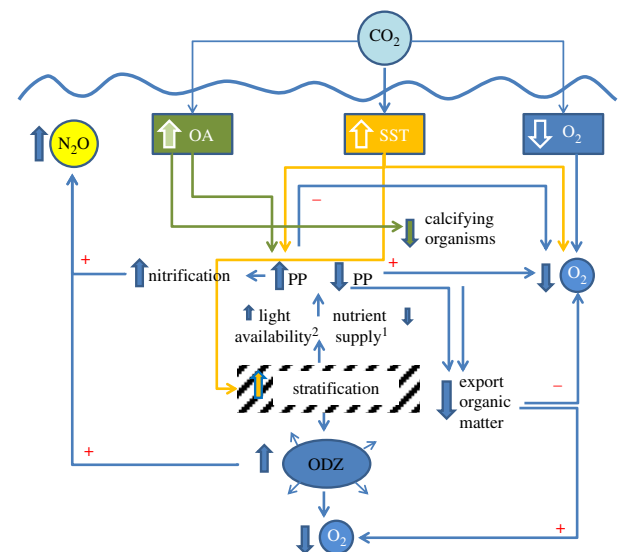 CO2
N2O
OA
SST
O2
−
calcifying
organisms
+
nitrification
PP
PP
+
O2
light
availability2
nutrient
supply1
stratification
export
organic
matter
−
+
ODZ
O2
+